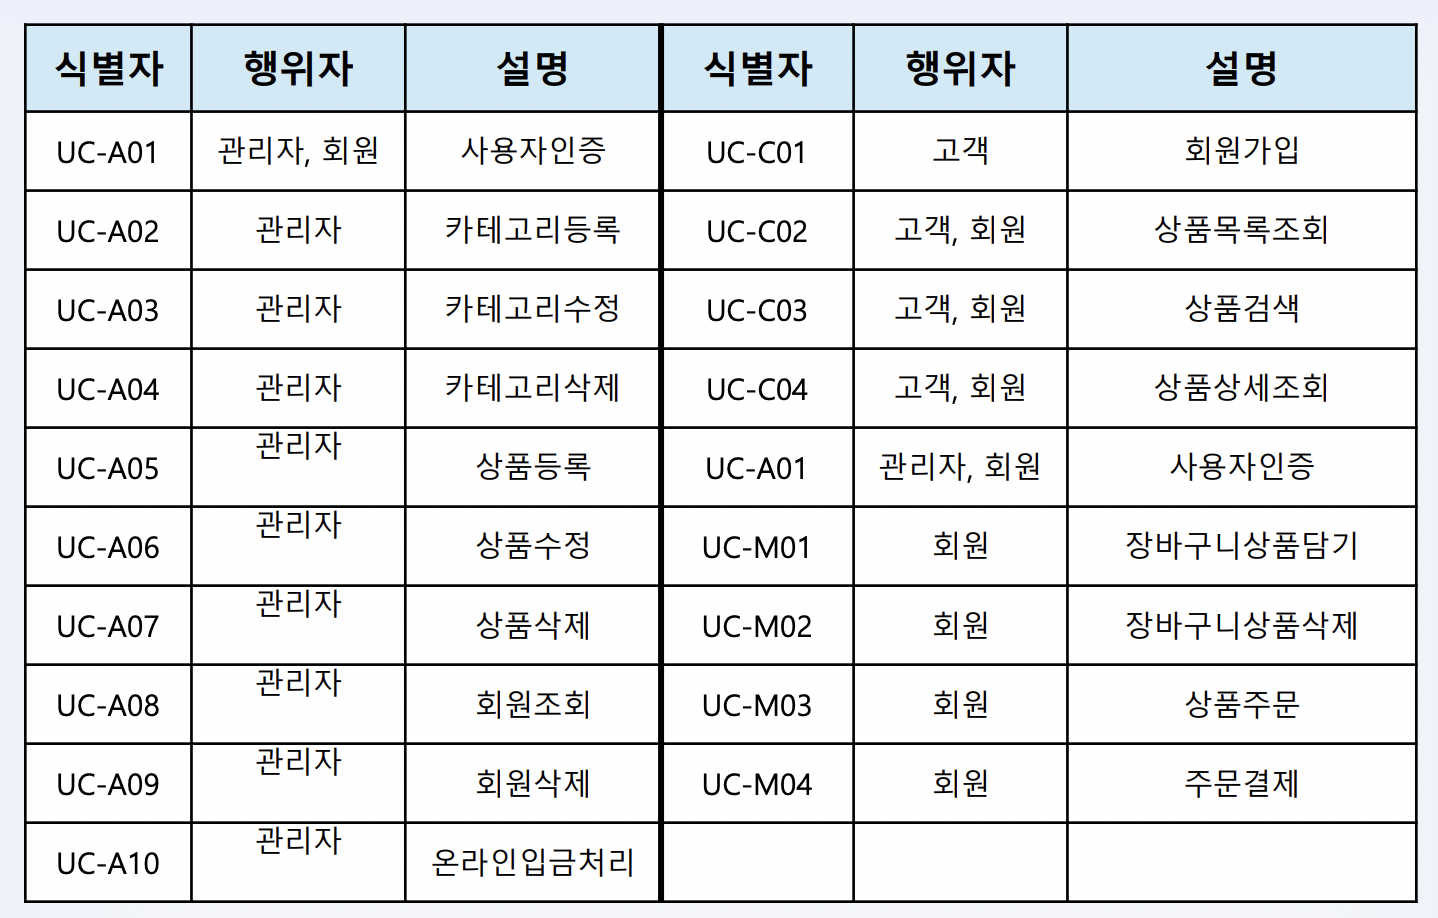 식별자 행위자 설명 식별자 행위자 설명
UC-A01 관리자, 회원 사용자인증 UC-C01 고객 회원가입
UC-A02 관리자 카테고리등록 UC-C02 고객, 회원 상품목록조회
UC-A03 관리자 카테고리수정 UC-C03 고객, 회원 상품검색
UC-A04 관리자 카테고리삭제 UC-C04 고객, 회원 상품상세조회
UC-A05 관리자 상품등록 UC-A01 관리자, 회원 사용자인증
UC-A06 관리자 상품수정 UC-M01 회원 장바구니상품담기
UC-A07 관리자 상품삭제 UC-M02 회원 장바구니상품삭제
UC-A08 관리자 회원조회 UC-M03 회원 상품주문
UC-A09 관리자 회원삭제 UC-M04 회원 주문결제
UC-A10 관리자 온라인입금처리